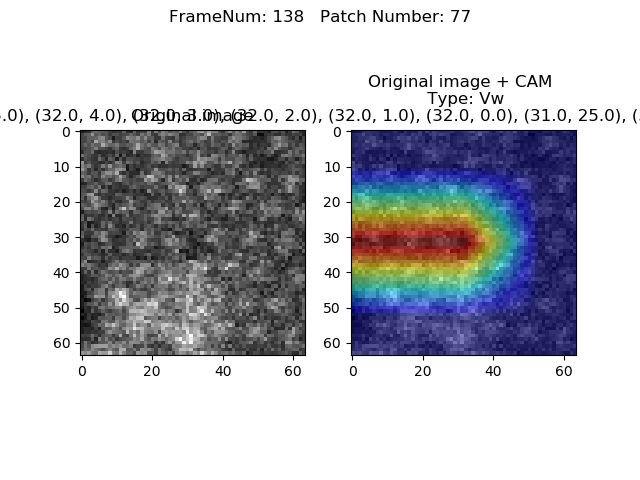 FrameNum: 138   Patch Number: 77
Original image + CAM
Type: Vw
.0), (32.0, 4.0), (32.0, 3.0), (32.0, 2.0), (32.0, 1.0), (32.0, 0.0), (31.0, 25.0), (
Original image
0
10
20
30
40
50
60
0 20 40 60
0
10
20
30
40
50
60
0 20 40 60